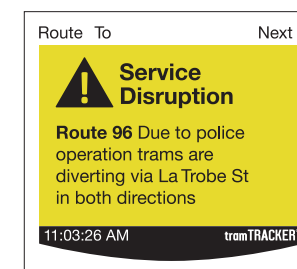 Route To Next
Service
Disruption
Route 96 Due to police
operation trams are
diverting via La Trobe St
in both directions
11:03:26 AM tramTRACKER